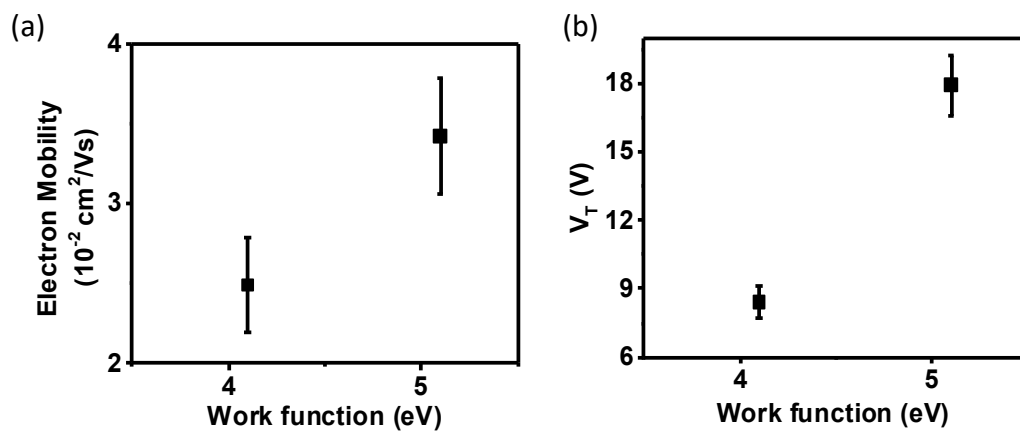 (a)
4
3
2
Electron Mobility
(10⁻² cm²/Vs)
4
5
Work function (eV)
(b)
18
15
12
9
6
V_T (V)
4
5
Work function (eV)